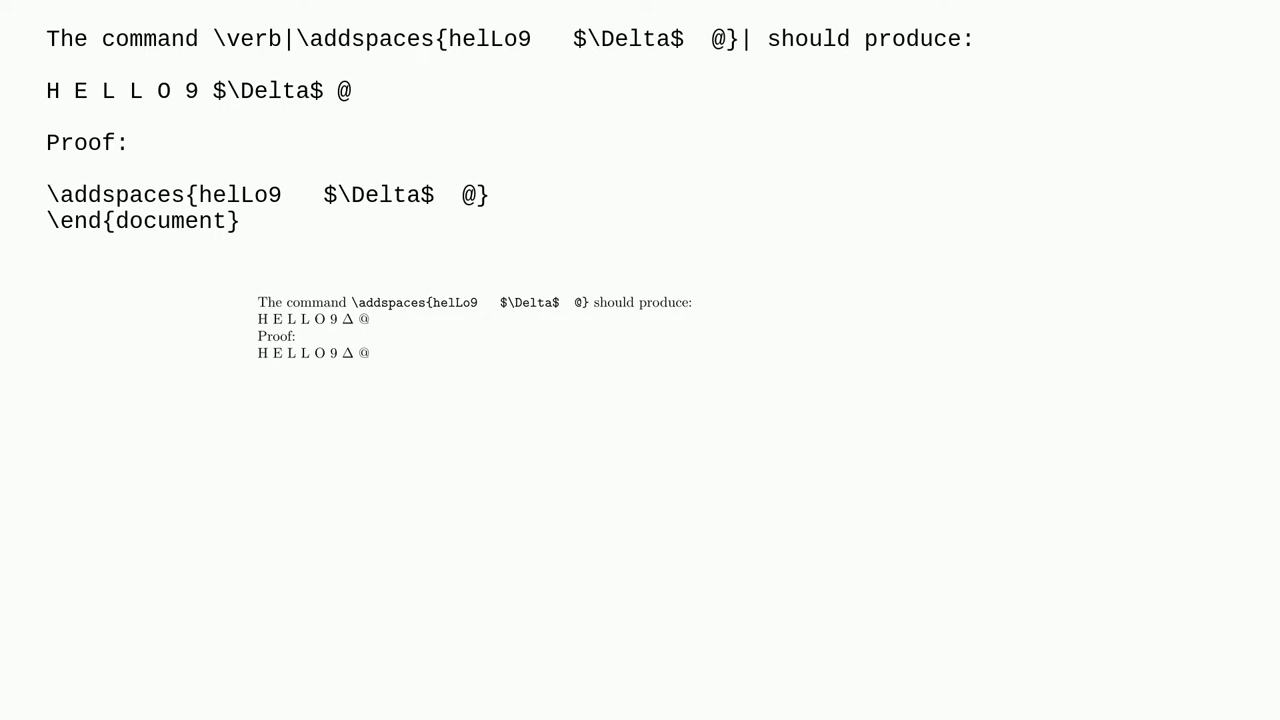 The command \verb|\addspaces{helLo9   $\Delta$  @}| should produce:
H E L L O 9 $\Delta$ @
Proof:
\addspaces{helLo9   $\Delta$  @}
\end{document}
The command \addspaces{helLo9   $\Delta$  @} should produce:
H E L L O 9 Δ @
Proof:
H E L L O 9 Δ @